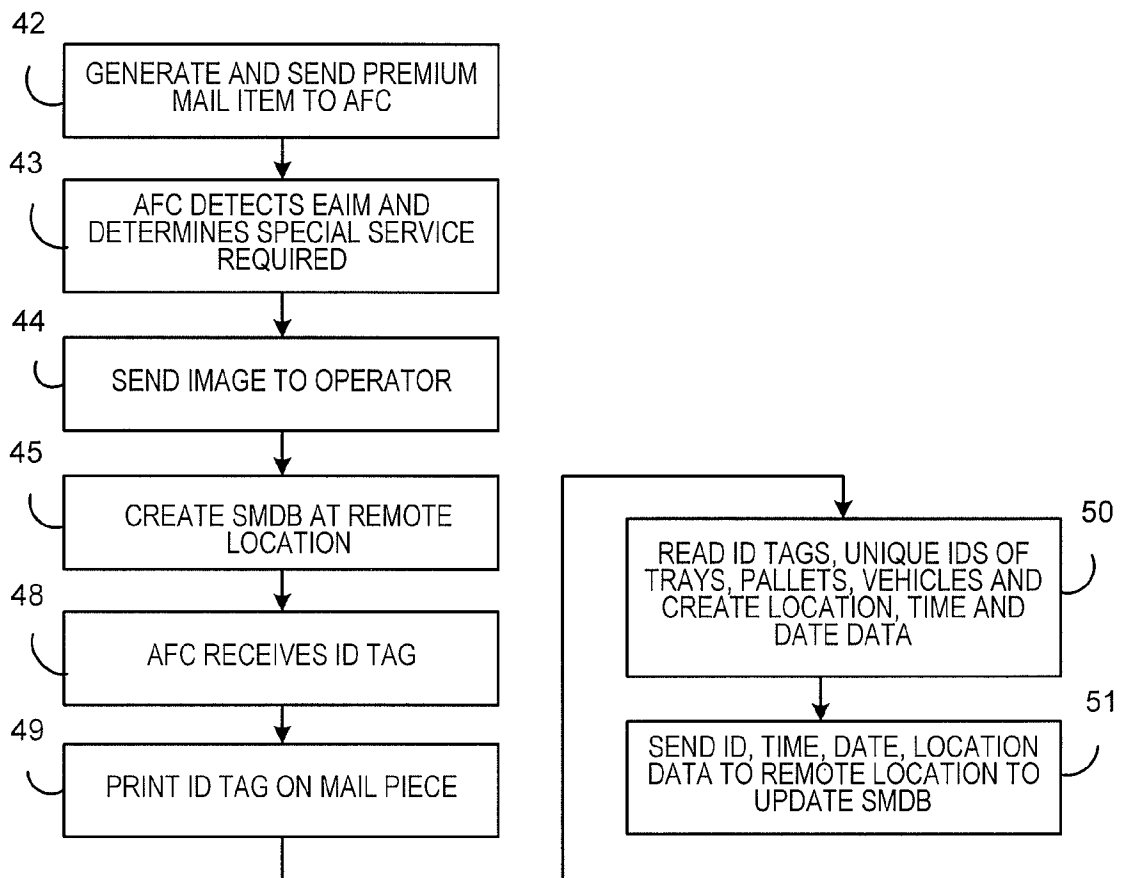 42
GENERATE AND SEND PREMIUM
MAIL ITEM TO AFC
43
AFC DETECTS EAIM AND
DETERMINES SPECIAL SERVICE
REQUIRED
44
SEND IMAGE TO OPERATOR
45
CREATE SMDB AT REMOTE
LOCATION
48
AFC RECEIVES ID TAG
49
PRINT ID TAG ON MAIL PIECE
50
READ ID TAGS, UNIQUE IDS OF
TRAYS, PALLETS, VEHICLES AND
CREATE LOCATION, TIME AND
DATE DATA
51
SEND ID, TIME, DATE, LOCATION
DATA TO REMOTE LOCATION TO
UPDATE SMDB